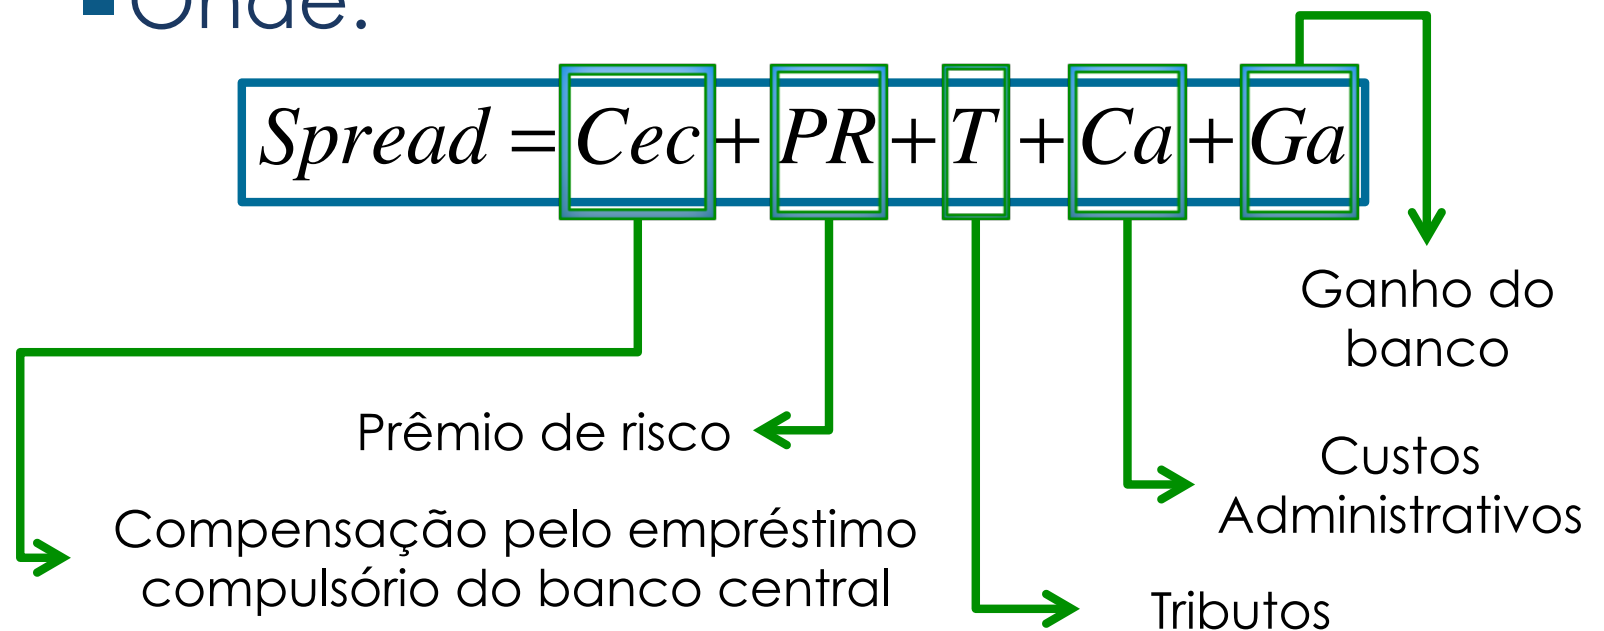 Onde:
Spread = Cec + PR + T + Ca + Ga
Ganho do
banco
Prêmio de risco
Custos
Administrativos
Compensação pelo empréstimo
compulsório do banco central
Tributos